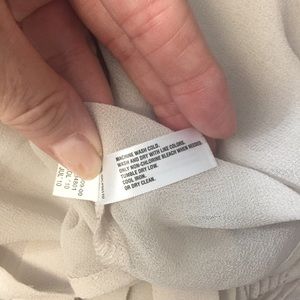 MACHINE WASH COLD.
WASH AND DRY WITH LIKE COLORS.
ONLY NON-CHLORINE BLEACH WHEN NEEDED.
TUMBLE DRY LOW.
COOL IRON.
OR DRY CLEAN.